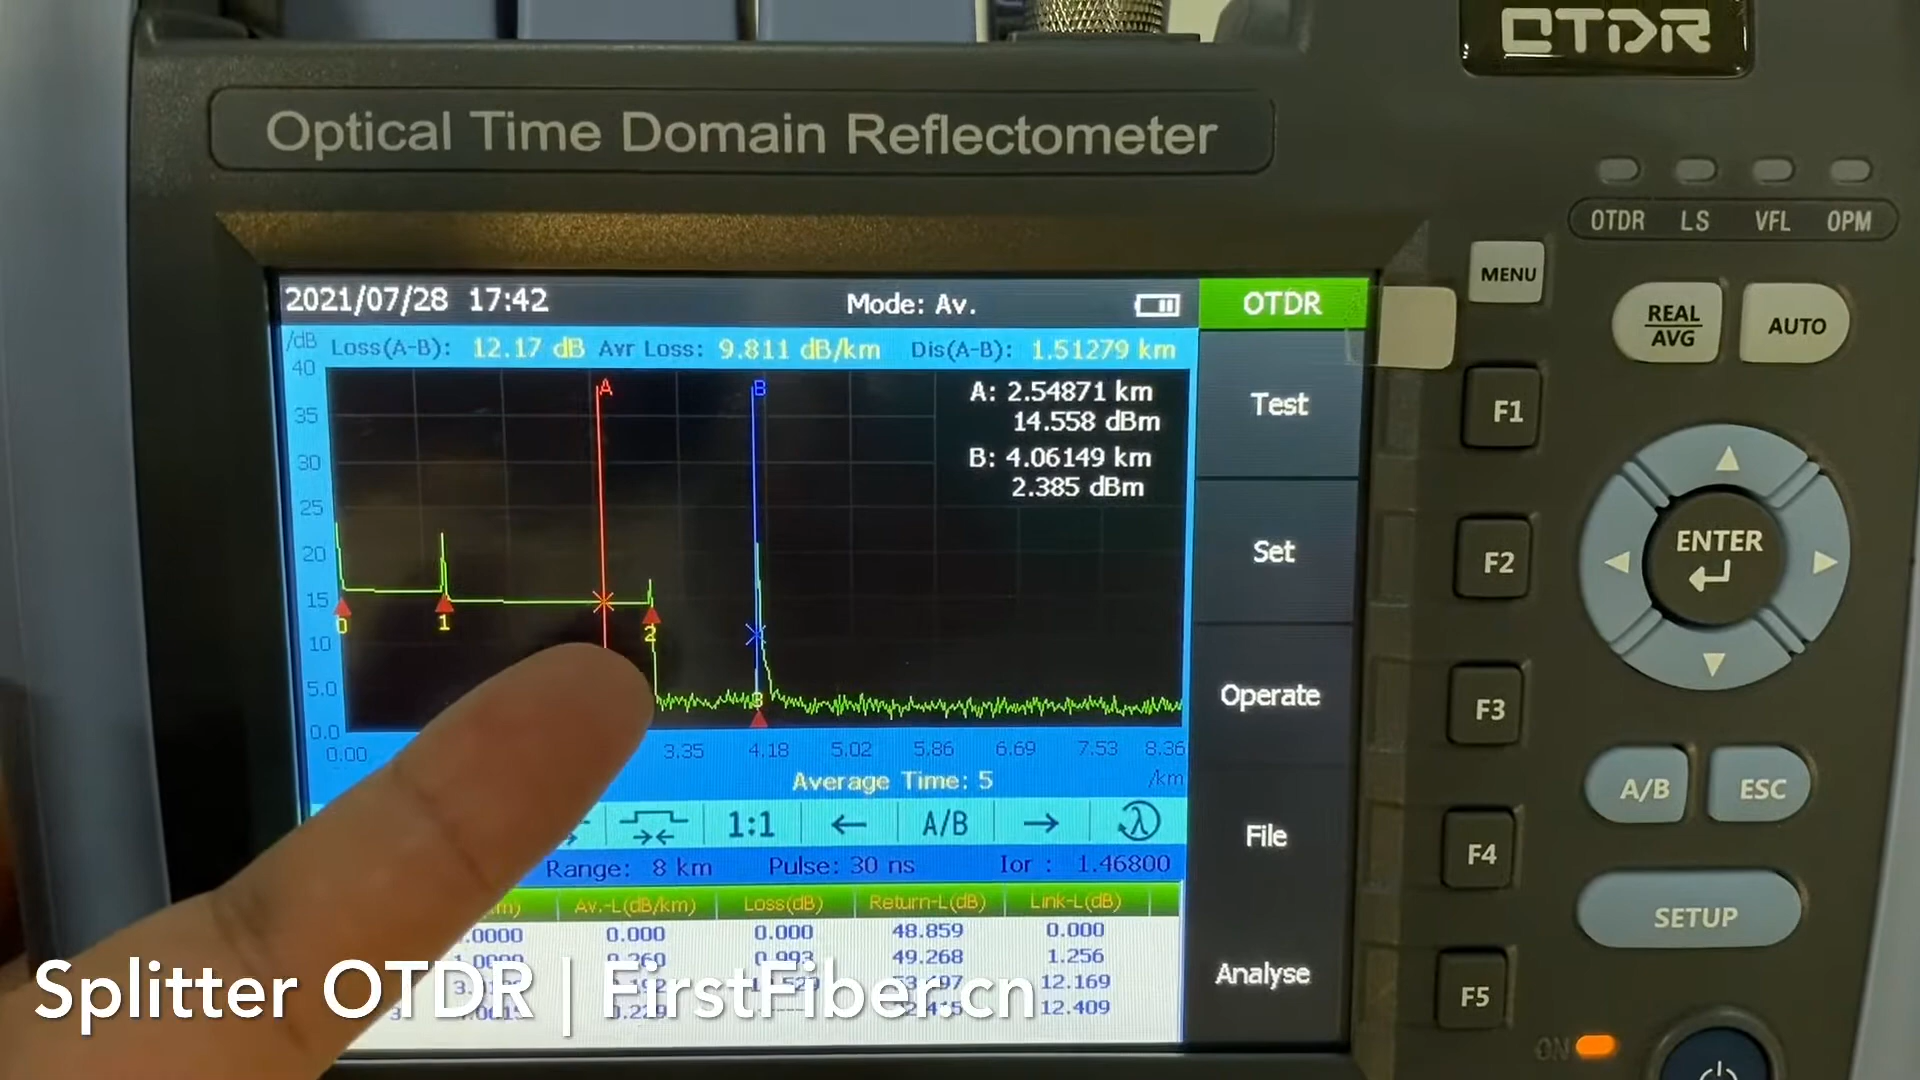 OTDR
Optical Time Domain Reflectometer
OTDR LS VFL OPM
MENU
REAL
AVG
AUTO
2021/07/28 17:42
Mode: Av.
OTDR
/dB
Loss(A-B): 12.17 dB Avr Loss: 9.811 dB/km Dis(A-B): 1.51279 km
40
35
30
25
20
15
10
5.0
0.0
A
B
A: 2.54871 km
14.558 dBm
B: 4.06149 km
2.385 dBm
0
1
2
3
0.00 3.35 4.18 5.02 5.86 6.69 7.53 8.36
/km
Average Time: 5
1:1 ← A/B → λ
Range: 8 km Pulse: 30 ns Ior : 1.46800
Av.-L(dB/km) Loss(dB) Return-L(dB) Link-L(dB)
0.000 0.000 48.859 0.000
0.993 49.268 1.256
12.169
12.409
Test
Set
Operate
File
Analyse
F1
F2
F3
F4
F5
ENTER
A/B
ESC
SETUP
ON
Splitter OTDR | FirstFiber.cn